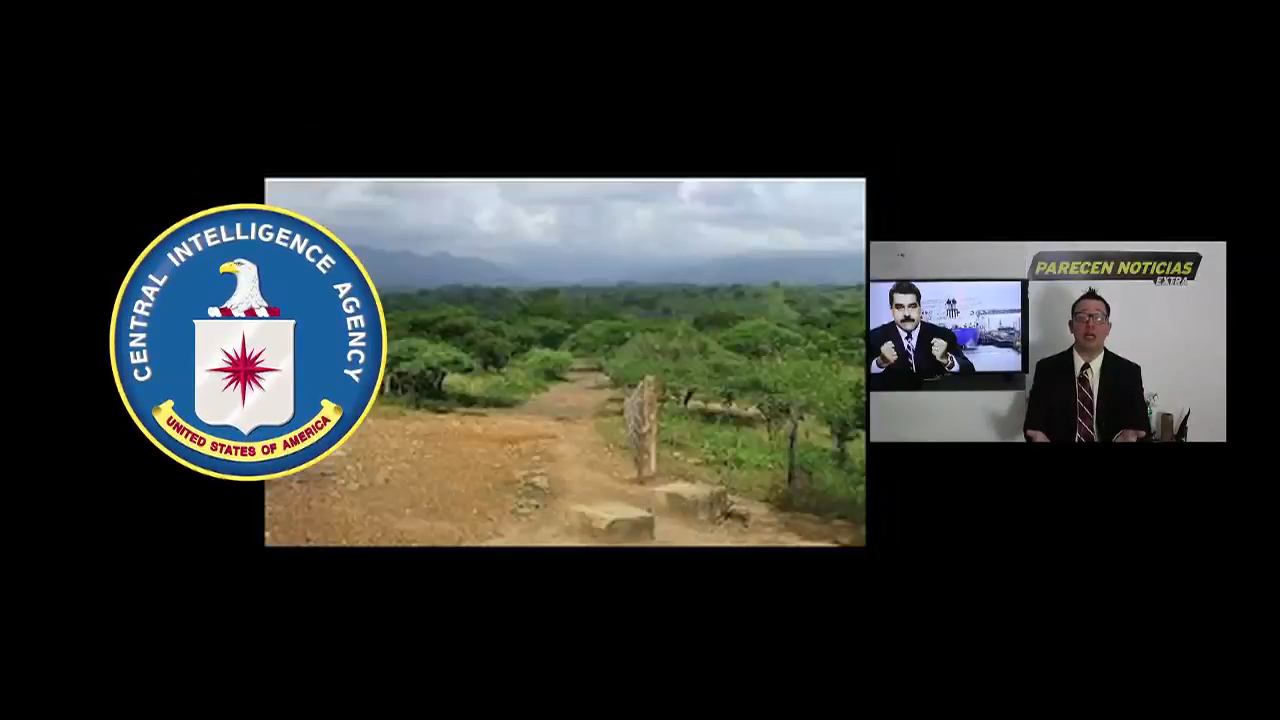 CENTRAL INTELLIGENCE AGENCY
UNITED STATES OF AMERICA
PARECEN NOTICIAS
EXTRA